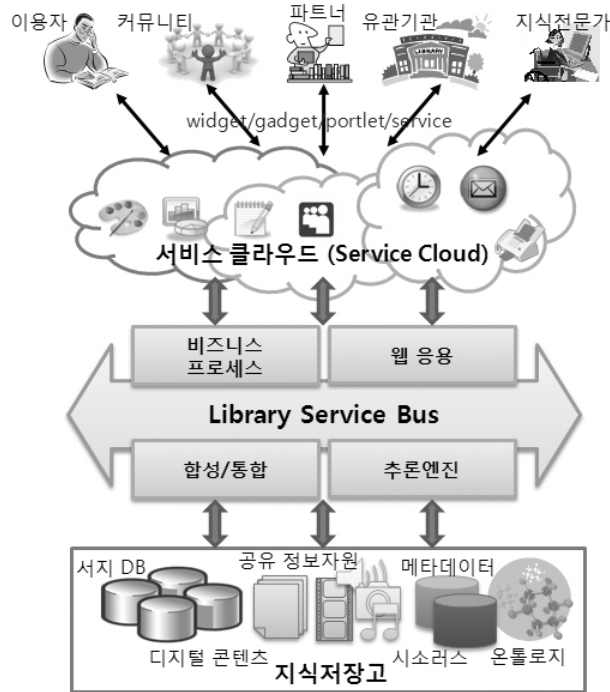 이용자 커뮤니티 파트너 유관기관 지식전문가
LIBRARY
widget/gadget/portlet/service
서비스 클라우드 (Service Cloud)
비즈니스
프로세스
웹 응용
Library Service Bus
합성/통합 추론엔진
서지 DB 공유 정보자원 메타데이터
디지털 콘텐츠 시소러스 온톨로지
지식저장고